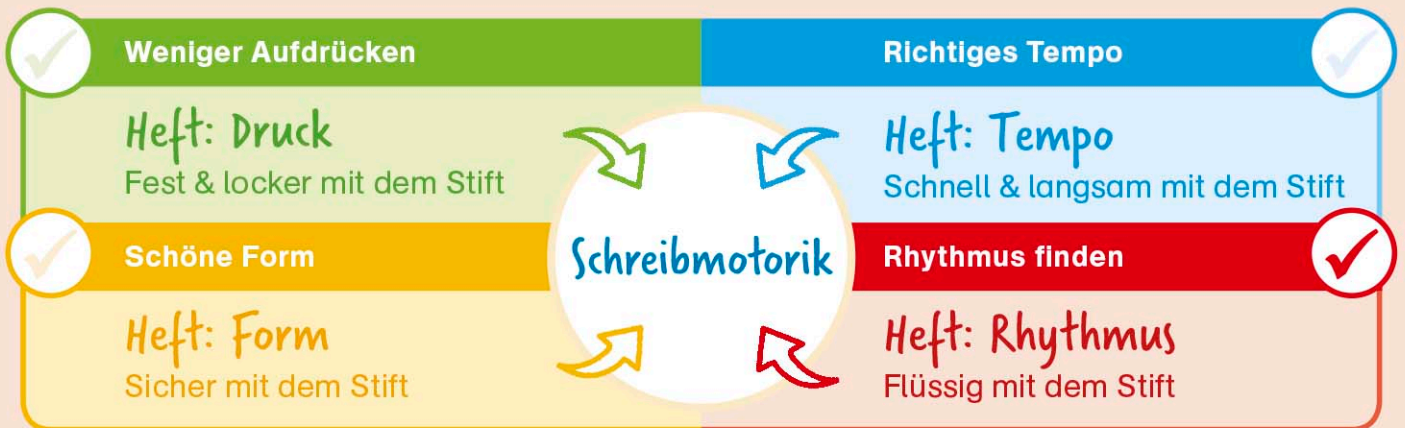 Weniger Aufdrücken
Heft: Druck
Fest & locker mit dem Stift
Richtiges Tempo
Heft: Tempo
Schnell & langsam mit dem Stift
Schreibmotorik
Schöne Form
Heft: Form
Sicher mit dem Stift
Rhythmus finden
Heft: Rhythmus
Flüssig mit dem Stift